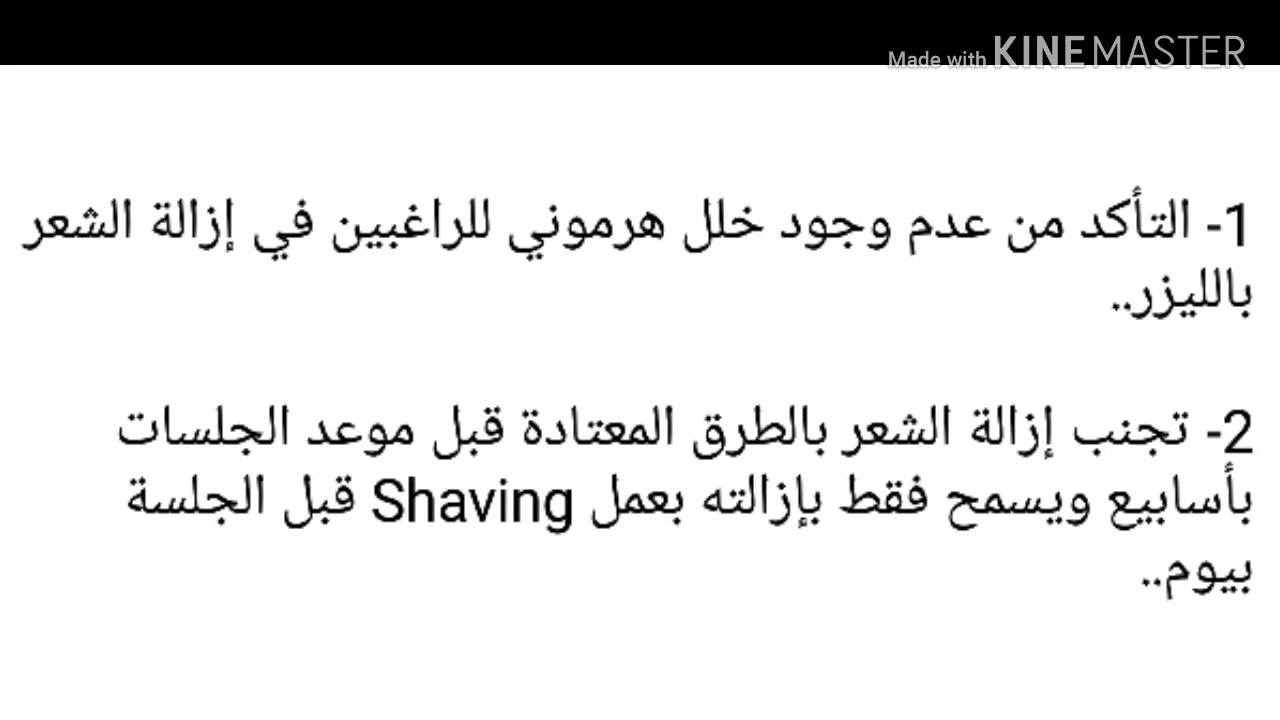 Made with KINEMASTER
1- التأكد من عدم وجود خلل هرموني للراغبين في إزالة الشعر
بالليزر..
2- تجنب إزالة الشعر بالطرق المعتادة قبل موعد الجلسات
بأسابيع ويسمح فقط بإزالته بعمل Shaving قبل الجلسة
بيوم..